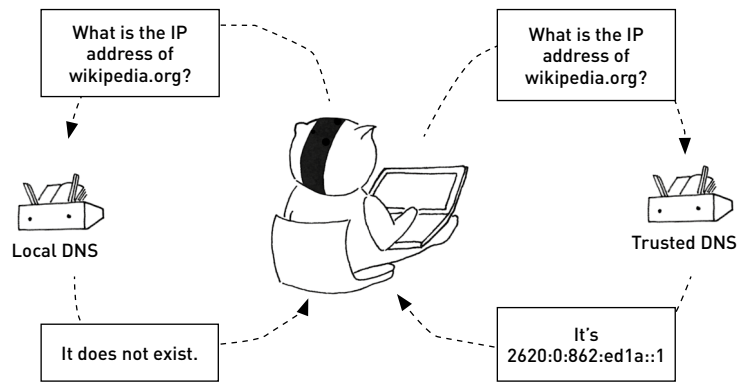 What is the IP
address of
wikipedia.org?
What is the IP
address of
wikipedia.org?
Local DNS
Trusted DNS
It does not exist.
It's
2620:0:862:ed1a::1